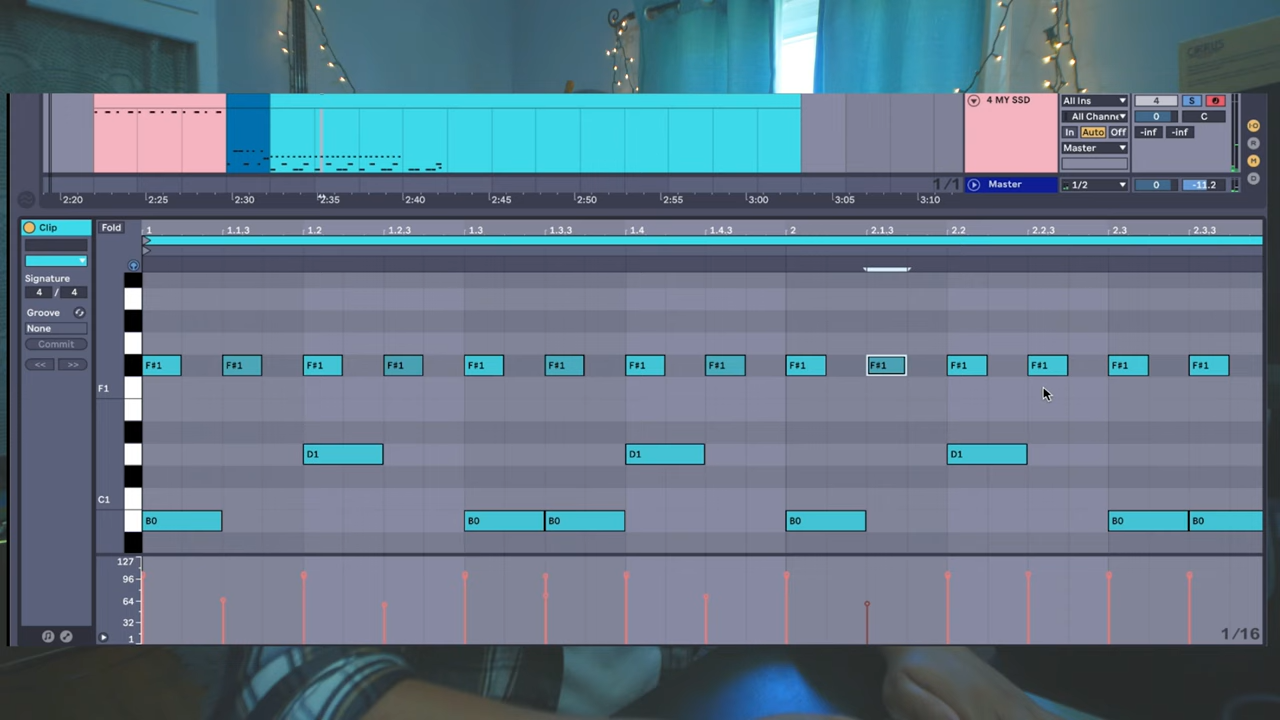 All Ins
4 MY SSD
4 S
All Channe 0 C
In Auto Off -inf -inf
Master
1/1 Master 1/2 0 -11.2
2:20 2:25 2:30 2:35 2:40 2:45 2:50 2:55 3:00 3:05 3:10
Clip Fold 1 1.1.3 1.2 1.2.3 1.3 1.3.3 1.4 1.4.3 2 2.1.3 2.2 2.2.3 2.3 2.3.3
Signature
4 / 4
Groove
None
Commit
<< >>
F#1 F#1 F#1 F#1 F#1 F#1 F#1 F#1 F#1 F#1 F#1 F#1 F#1 F#1
F1
D1 D1 D1
C1
B0 B0 B0 B0 B0 B0
127
96
64
32
1
1/16